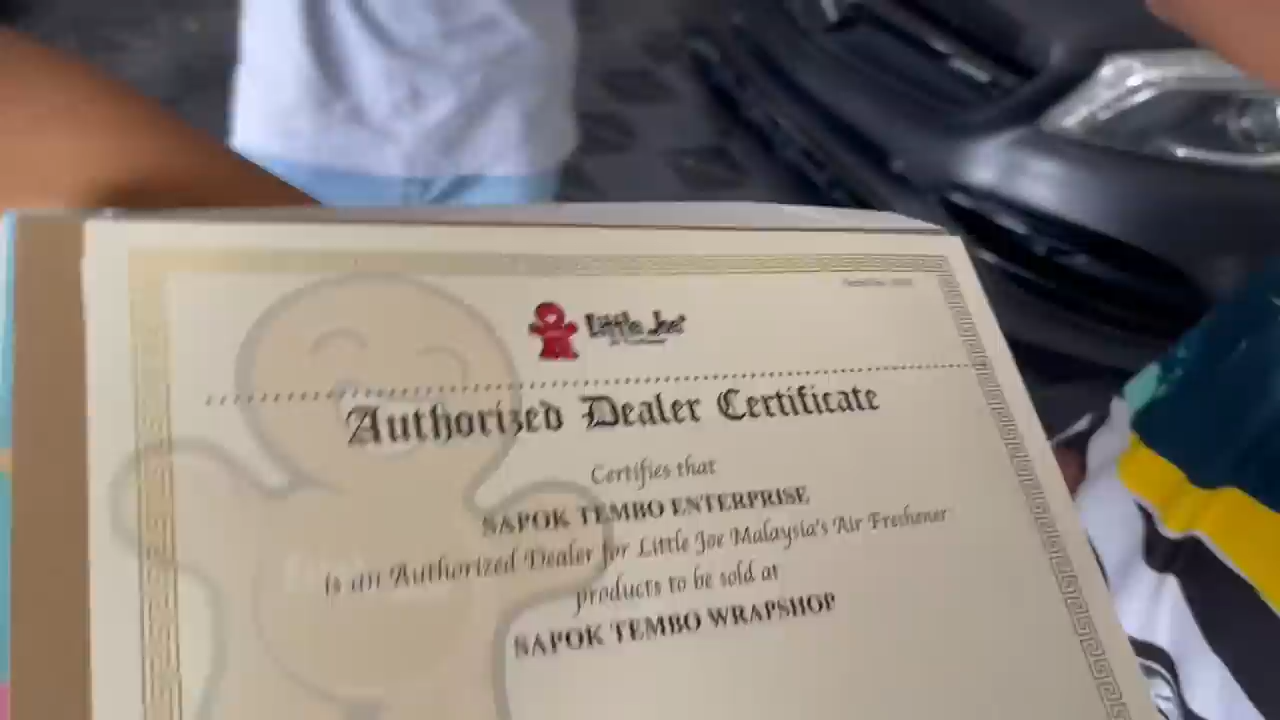 Little Joe
Authorized Dealer Certificate
Certifies that
SAPOK TEMBO ENTERPRISE
is an Authorized Dealer for Little Joe Malaysia's Air Freshener
products to be sold at
SAPOK TEMBO WRAPSHOP